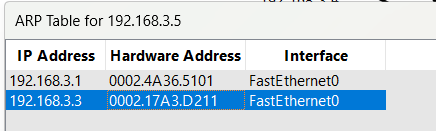 ARP Table for 192.168.3.5
IP Address Hardware Address Interface
192.168.3.1 0002.4A36.5101 FastEthernet0
192.168.3.3 0002.17A3.D211 FastEthernet0